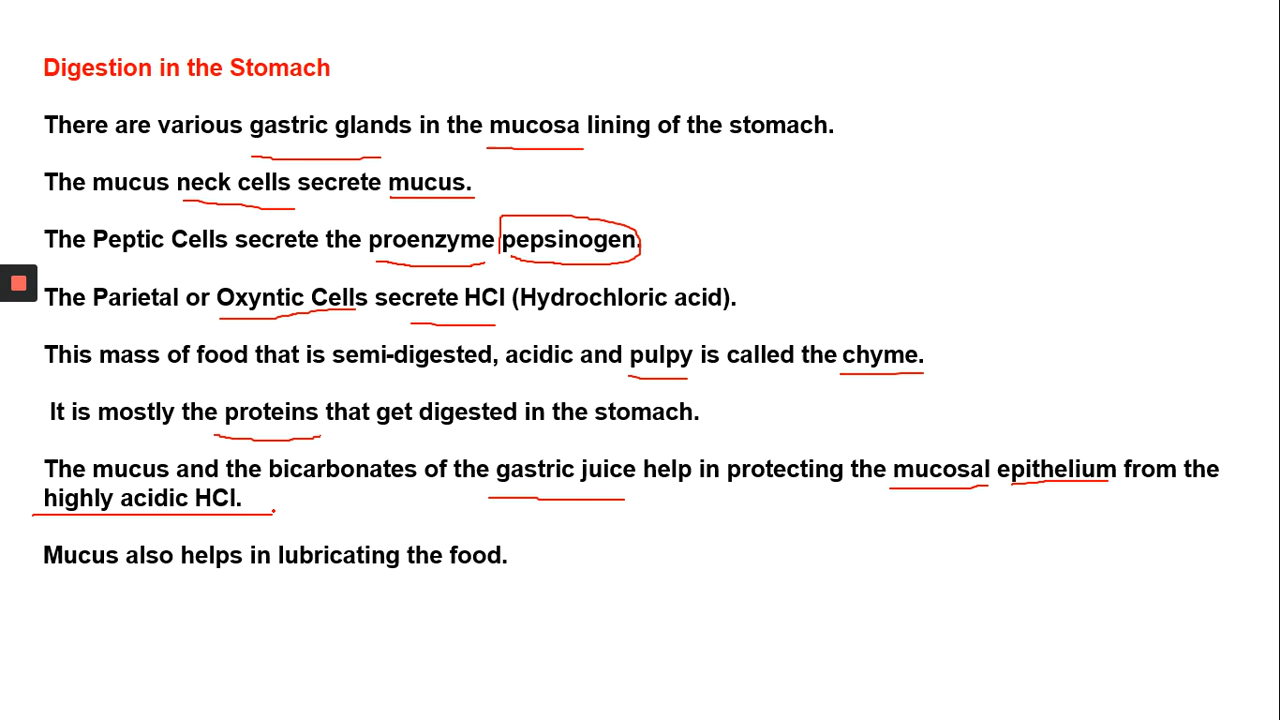 Digestion in the Stomach
There are various gastric glands in the mucosa lining of the stomach.
The mucus neck cells secrete mucus.
The Peptic Cells secrete the proenzyme pepsinogen.
The Parietal or Oxyntic Cells secrete HCl (Hydrochloric acid).
This mass of food that is semi-digested, acidic and pulpy is called the chyme.
It is mostly the proteins that get digested in the stomach.
The mucus and the bicarbonates of the gastric juice help in protecting the mucosal epithelium from the
highly acidic HCl.
Mucus also helps in lubricating the food.